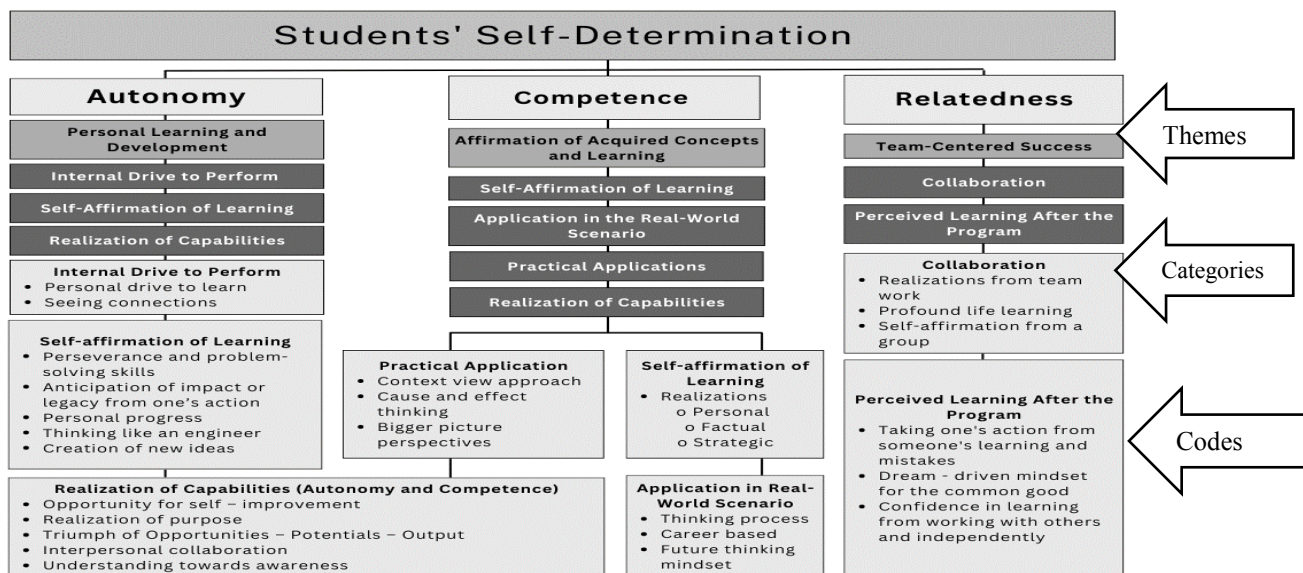 Students' Self-Determination
Autonomy
Personal Learning and
Development
Internal Drive to Perform
Self-Affirmation of Learning
Realization of Capabilities
Internal Drive to Perform
• Personal drive to learn
• Seeing connections
Self-affirmation of Learning
• Perseverance and problem-
solving skills
• Anticipation of impact or
legacy from one's action
• Personal progress
• Thinking like an engineer
• Creation of new ideas
Competence
Affirmation of Acquired Concepts
and Learning
Self-Affirmation of Learning
Application in the Real-World
Scenario
Practical Applications
Realization of Capabilities
Practical Application
• Context view approach
• Cause and effect
thinking
• Bigger picture
perspectives
Self-affirmation of
Learning
• Realizations
o Personal
o Factual
o Strategic
Realization of Capabilities (Autonomy and Competence)
• Opportunity for self – improvement
• Realization of purpose
• Triumph of Opportunities – Potentials – Output
• Interpersonal collaboration
• Understanding towards awareness
Application in Real-
World Scenario
• Thinking process
• Career based
• Future thinking
mindset
Relatedness
Team-Centered Success
Collaboration
Perceived Learning After the
Program
Collaboration
• Realizations from team
work
• Profound life learning
• Self-affirmation from a
group
Perceived Learning After the
Program
• Taking one's action from
someone's learning and
mistakes
• Dream - driven mindset
for the common good
• Confidence in learning
from working with others
and independently
Themes
Categories
Codes